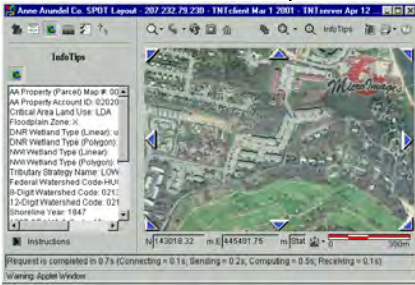 Anne Arundel Co. SPOT Layout - 207.232.79.230 - TNTclient Mar 1 2001 - TNTserver Apr 12 ...
InfoTips
InfoTips
AA Property (Parcel) Map #: 00
AA Property Account ID: 02020
Critical Area Land Use: LDA
Floodplain Zone: X
DNR Wetland Type (Linear): u
DNR Wetland Type (Polygon):
NWI Wetland Type (Linear):
NWI Wetland Type (Polygon):
Tributary Strategy Name: LOW
Federal Watershed Code-HU
8-Digit Watershed Code: 021
12-Digit Watershed Code: 021
Shoreline Year: 1847
MicroImages
Instructions
N 143018.32 m E 445491.75 m Stat
0 300m
Request is completed in 0.7s (Connecting = 0.1s; Sending = 0.2s, Computing = 0.5s; Receiving = 0.1s)
Warning: Applet Window